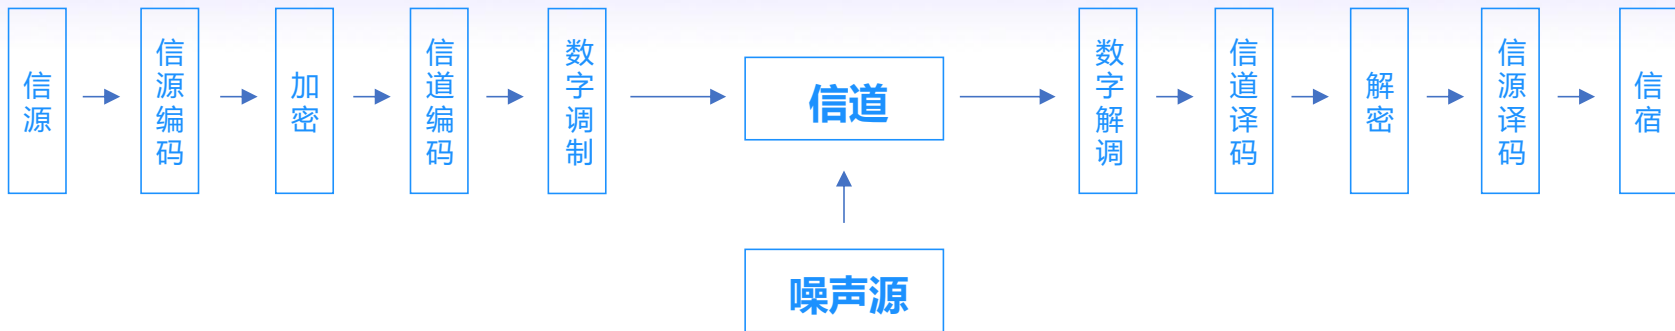 信源
信源编码
加密
信道编码
数字调制
信道
数字解调
信道译码
解密
信源译码
信宿
噪声源